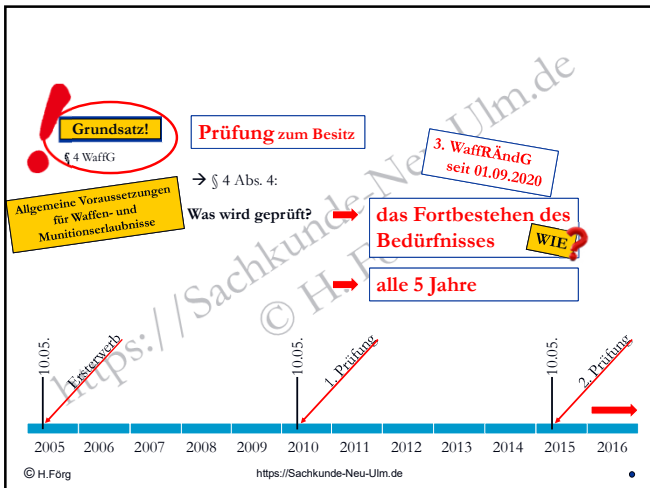 Grundsatz!
§ 4 WaffG
Prüfung zum Besitz
3. WaffRÄndG
seit 01.09.2020
Allgemeine Voraussetzungen
für Waffen- und
Munitionserlaubnisse
→ § 4 Abs. 4:
Was wird geprüft?
das Fortbestehen des
Bedürfnisses
WIE
?
alle 5 Jahre
https://Sachkunde-Neu-Ulm.de
© H. Förg
10.05.
Ersterwerb
10.05.
1. Prüfung
10.05.
2. Prüfung
2005 2006 2007 2008 2009 2010 2011 2012 2013 2014 2015 2016
© H.Förg
https://Sachkunde-Neu-Ulm.de